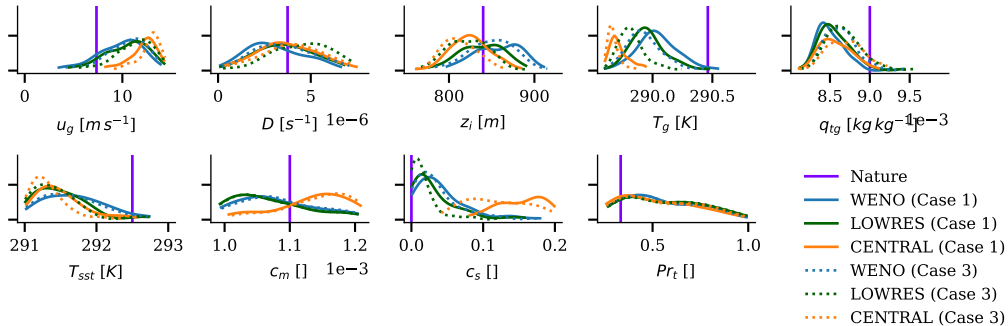 0 10
0 5
800 900
290.0 290.5
8.5 9.0 9.5
u_g [m s⁻¹]
D [s⁻¹] 1e−6
z_i [m]
T_g [K]
q_tg [kg kg⁻¹] 1e−3
291 292 293
1.0 1.1 1.2
0.0 0.1 0.2
0.5 1.0
T_sst [K]
c_m [] 1e−3
c_s []
Pr_t []
Nature
WENO (Case 1)
LOWRES (Case 1)
CENTRAL (Case 1)
WENO (Case 3)
LOWRES (Case 3)
CENTRAL (Case 3)